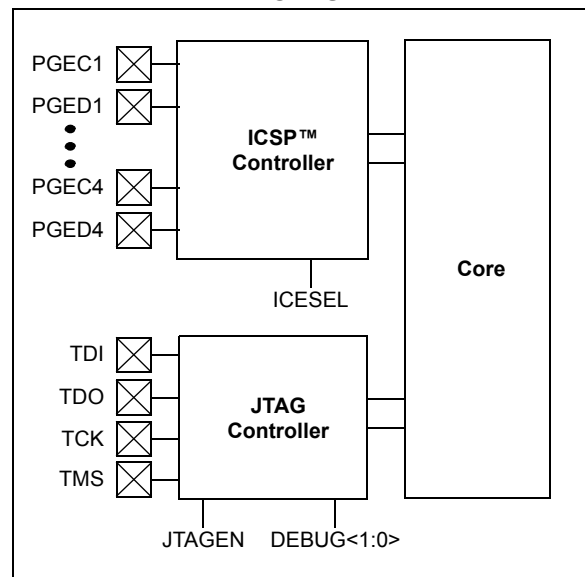 PGEC1
PGED1
PGEC4
PGED4
ICSP™
Controller
ICESEL
Core
TDI
TDO
TCK
TMS
JTAG
Controller
JTAGEN DEBUG<1:0>